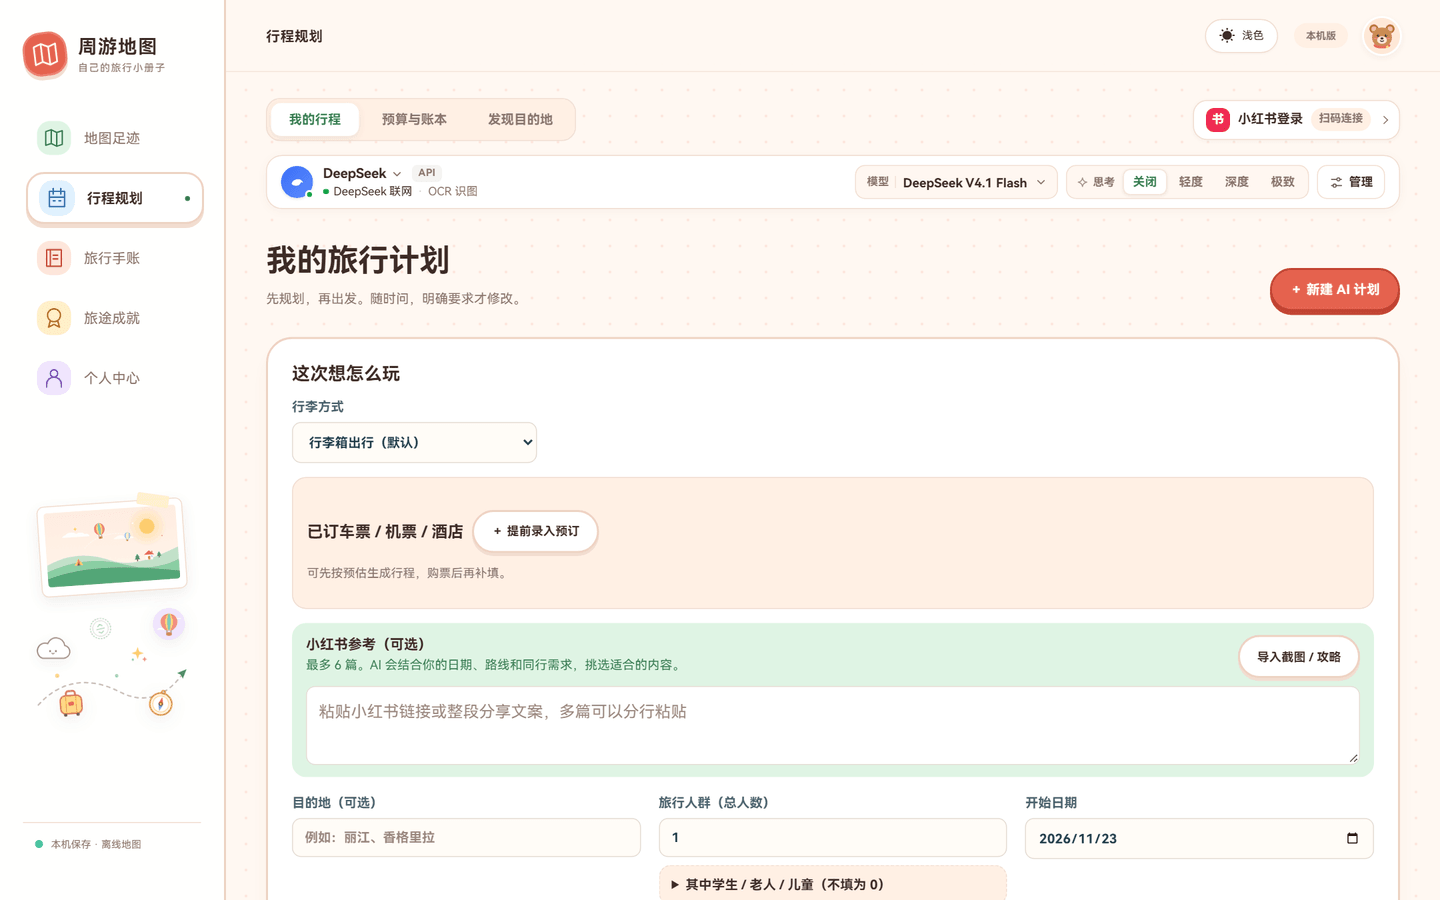 周游地图
自己的旅行小册子
地图足迹
行程规划
旅行手账
旅途成就
个人中心
本机保存 · 离线地图
行程规划
浅色
本机版
我的行程
预算与账本
发现目的地
书
小红书登录
扫码连接
DeepSeek
API
DeepSeek 联网 · OCR 识图
模型
DeepSeek V4.1 Flash
思考
关闭
轻度
深度
极致
管理
我的旅行计划
先规划，再出发。随时问，明确要求才修改。
+ 新建 AI 计划
这次想怎么玩
行李方式
行李箱出行（默认）
已订车票 / 机票 / 酒店
+ 提前录入预订
可先按预估生成行程，购票后再补填。
小红书参考（可选）
最多 6 篇。AI 会结合你的日期、路线和同行需求，挑选适合的内容。
导入截图 / 攻略
粘贴小红书链接或整段分享文案，多篇可以分行粘贴
目的地（可选）
例如：丽江、香格里拉
旅行人群（总人数）
1
其中学生 / 老人 / 儿童（不填为 0）
开始日期
2026/11/23